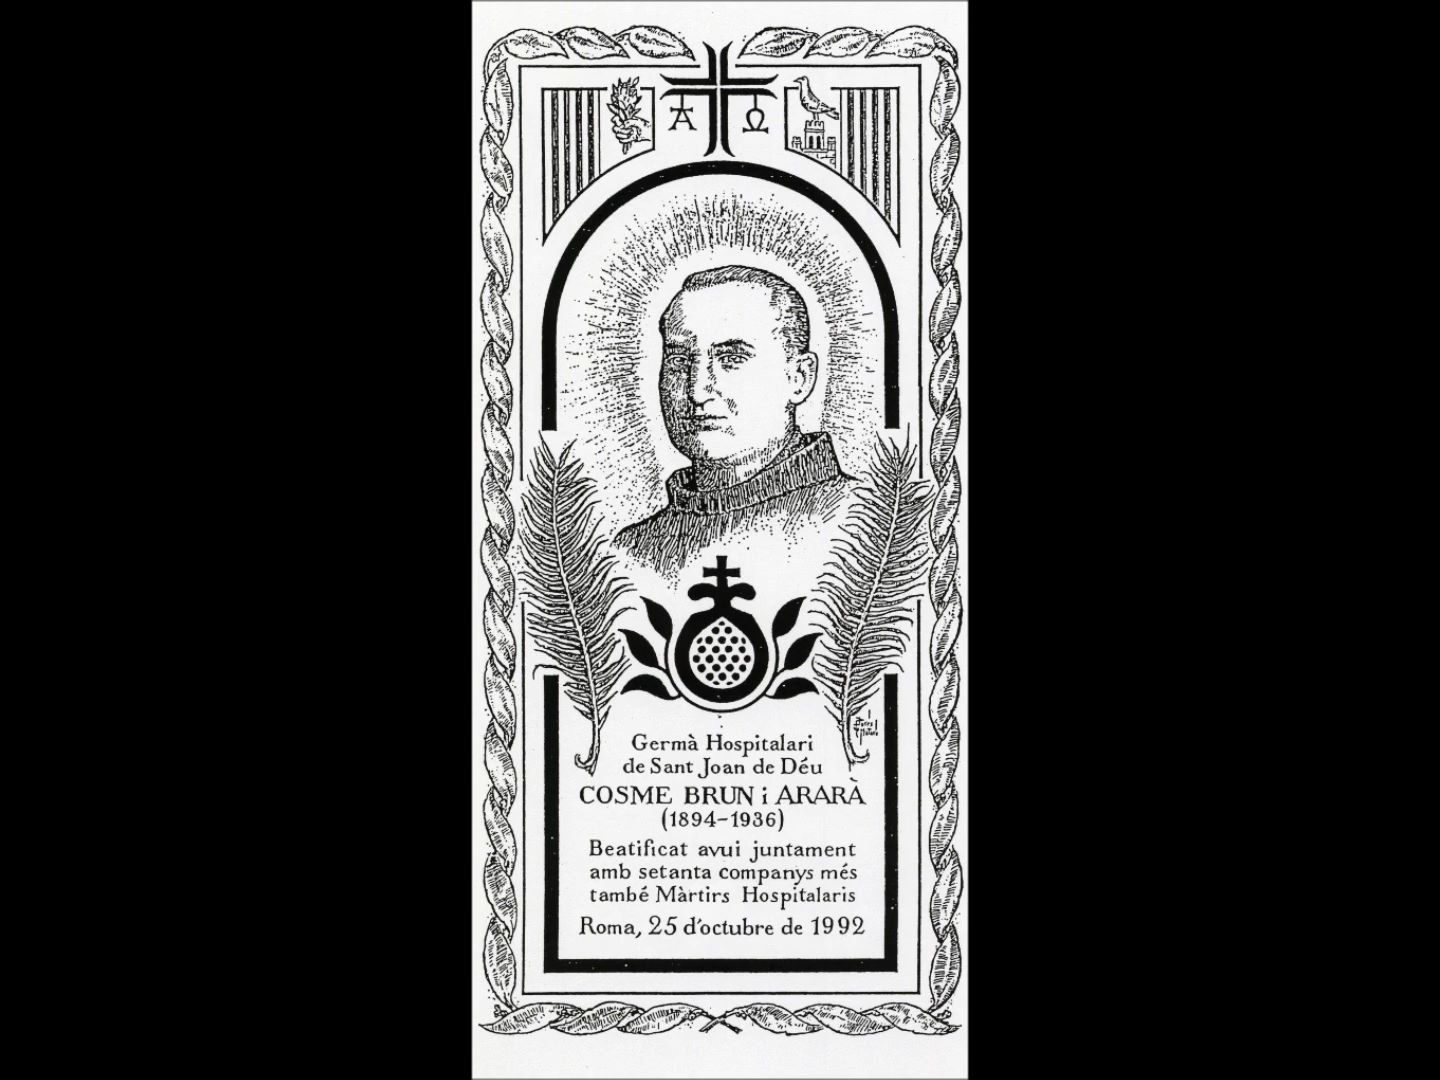 Α Ω
Germà Hospitalari
de Sant Joan de Déu
COSME BRUN i ARARÀ
(1894-1936)
Beatificat avui juntament
amb setanta companys més
també Màrtirs Hospitalaris
Roma, 25 d'octubre de 1992